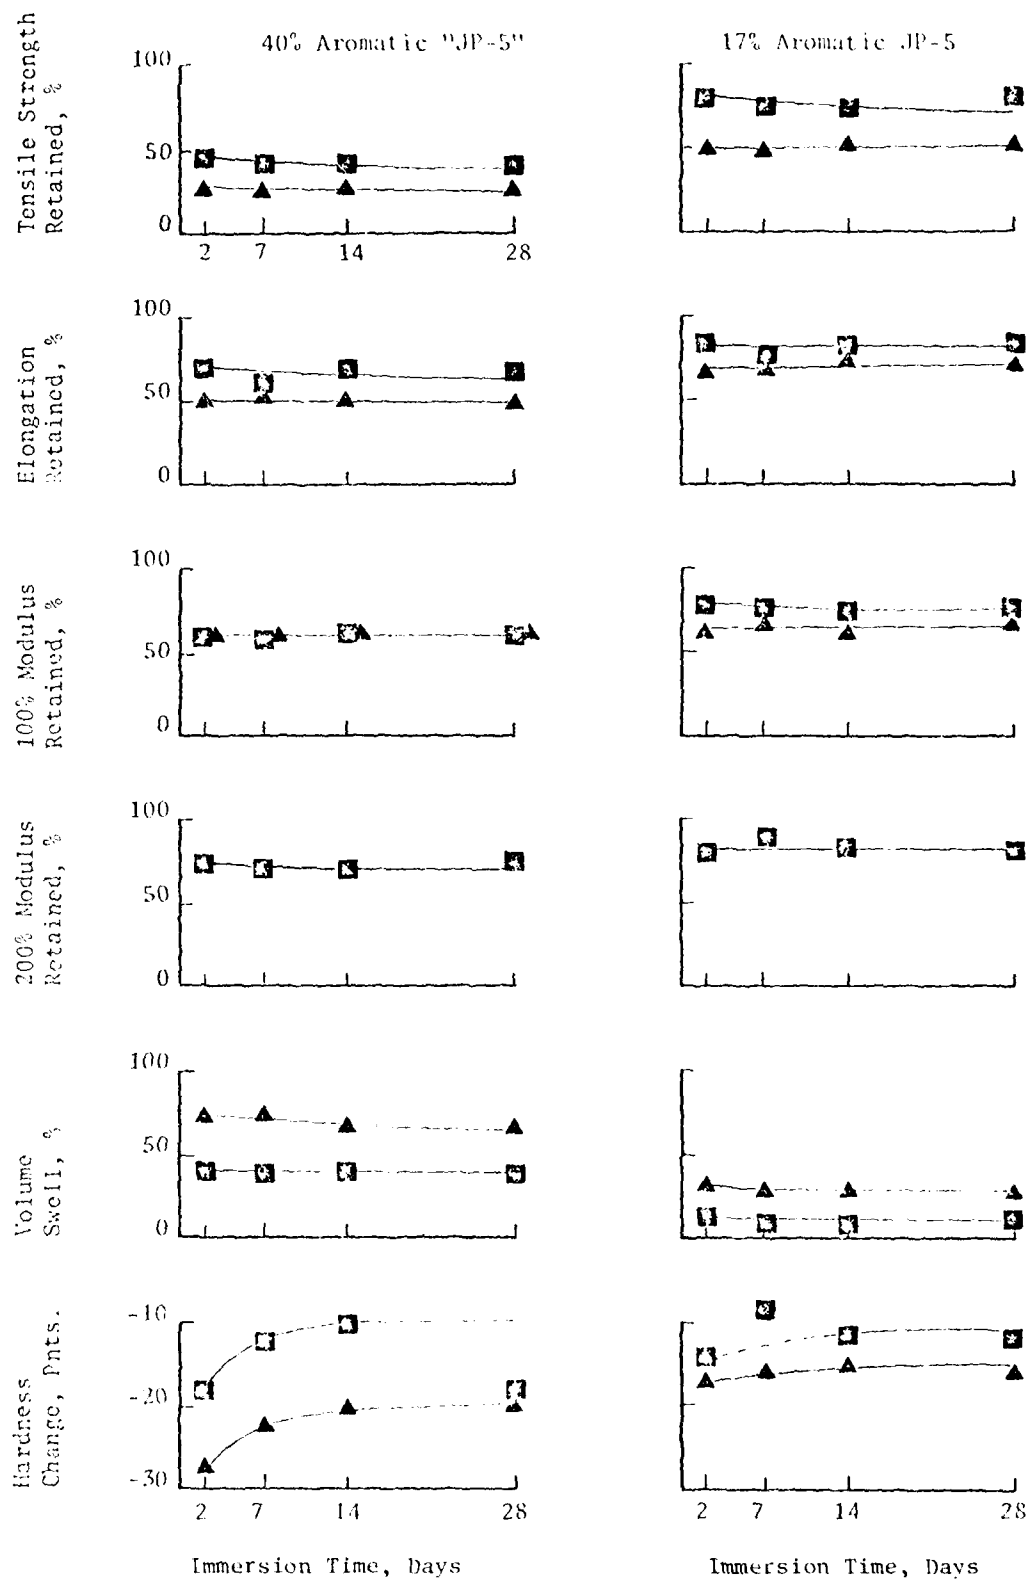 40% Aromatic "JP-5"
17% Aromatic JP-5
Tensile Strength
Retained, %
100
50
0
2 7 14 28
Elongation
Retained, %
100
50
0
100% Modulus
Retained, %
100
50
0
200% Modulus
Retained, %
100
50
0
Volume
Swell, %
100
50
0
Hardness
Change, Pnts.
-10
-20
-30
2 7 14 28
2 7 14 28
Immersion Time, Days
Immersion Time, Days